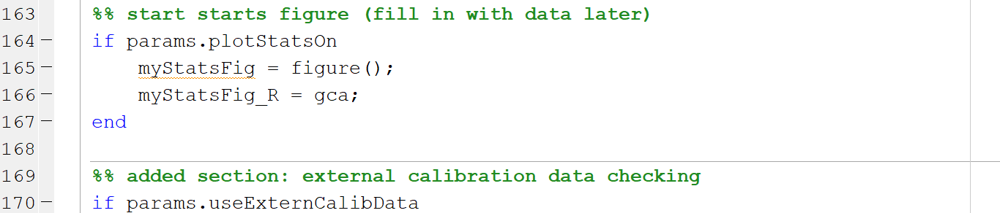 163 %% start starts figure (fill in with data later)
164 – if params.plotStatsOn
165 –     myStatsFig = figure();
166 –     myStatsFig_R = gca;
167 – end
168
169 %% added section: external calibration data checking
170 – if params.useExternCalibData